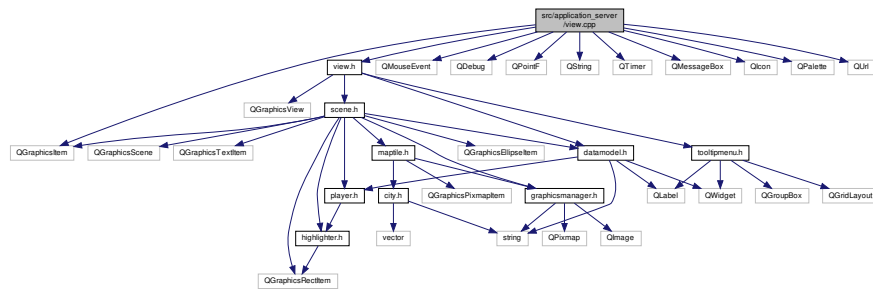 src/application_server
/view.cpp
view.h
QMouseEvent
QDebug
QPointF
QString
QTimer
QMessageBox
QIcon
QPalette
QUrl
QGraphicsView
scene.h
QGraphicsItem
QGraphicsScene
QGraphicsTextItem
maptile.h
QGraphicsEllipseItem
datamodel.h
tooltipmenu.h
player.h
city.h
QGraphicsPixmapItem
graphicsmanager.h
QLabel
QWidget
QGroupBox
QGridLayout
highlighter.h
vector
string
QPixmap
QImage
QGraphicsRectItem